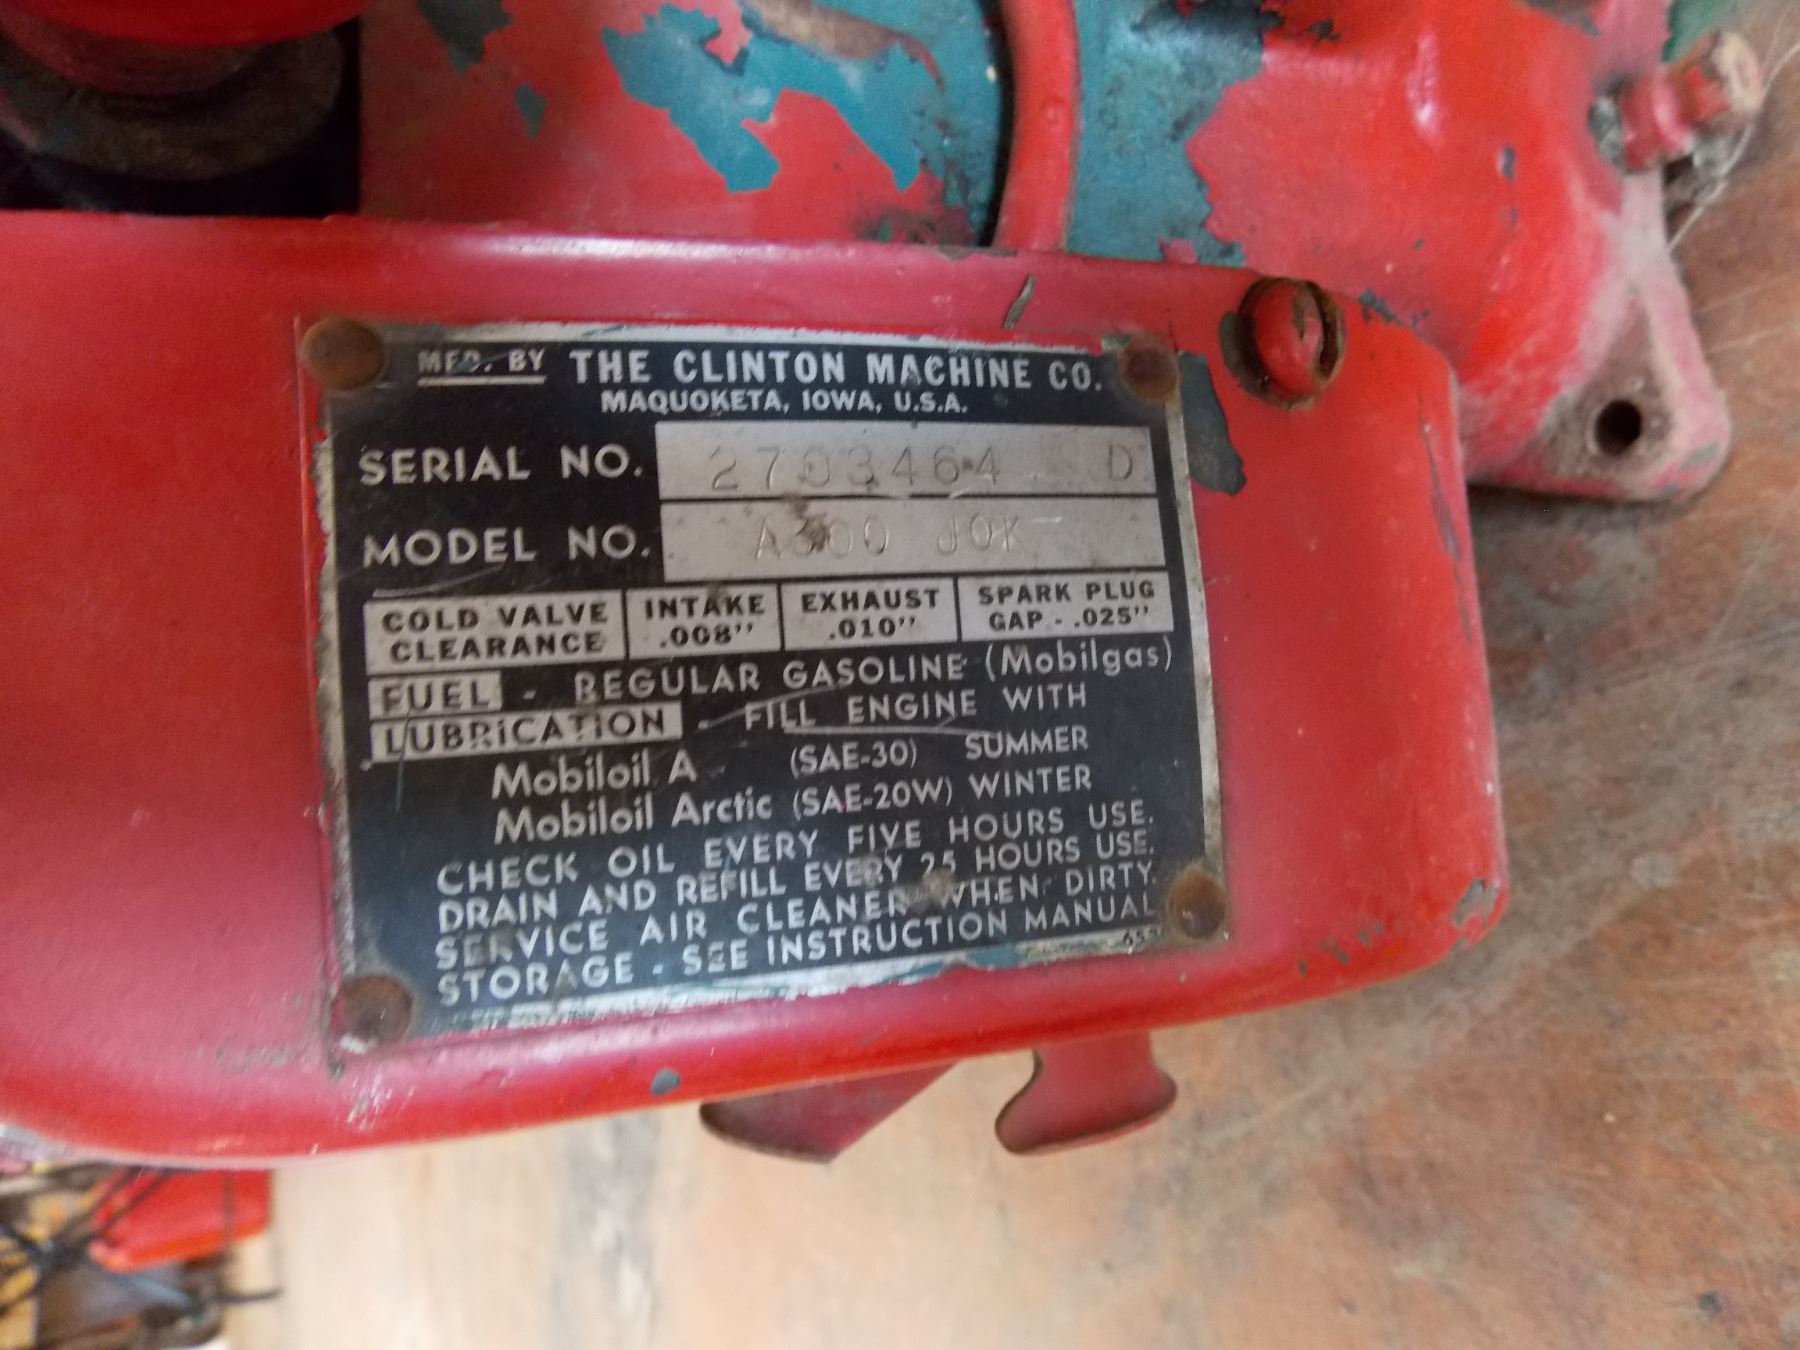 MFG. BY THE CLINTON MACHINE CO.
MAQUOKETA, IOWA, U.S.A.
SERIAL NO. 2703464 D
MODEL NO. A300 JOK
COLD VALVE CLEARANCE INTAKE .008" EXHAUST .010" SPARK PLUG GAP - .025"
FUEL - REGULAR GASOLINE (Mobilgas)
LUBRICATION - FILL ENGINE WITH
Mobiloil A (SAE-30) SUMMER
Mobiloil Arctic (SAE-20W) WINTER
CHECK OIL EVERY FIVE HOURS USE.
DRAIN AND REFILL EVERY 25 HOURS USE.
SERVICE AIR CLEANER WHEN DIRTY.
STORAGE - SEE INSTRUCTION MANUAL